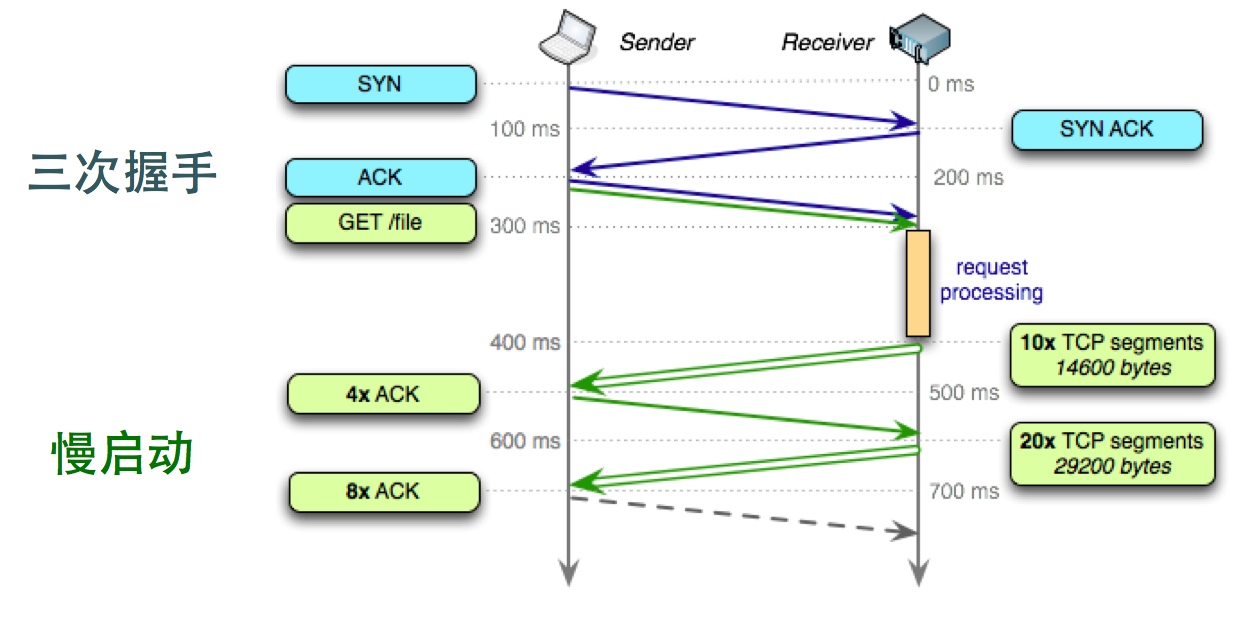 Sender
Receiver
SYN
0 ms
100 ms
SYN ACK
三次握手
ACK
200 ms
GET /file
300 ms
request
processing
400 ms
10x TCP segments
14600 bytes
4x ACK
500 ms
慢启动
600 ms
20x TCP segments
29200 bytes
8x ACK
700 ms